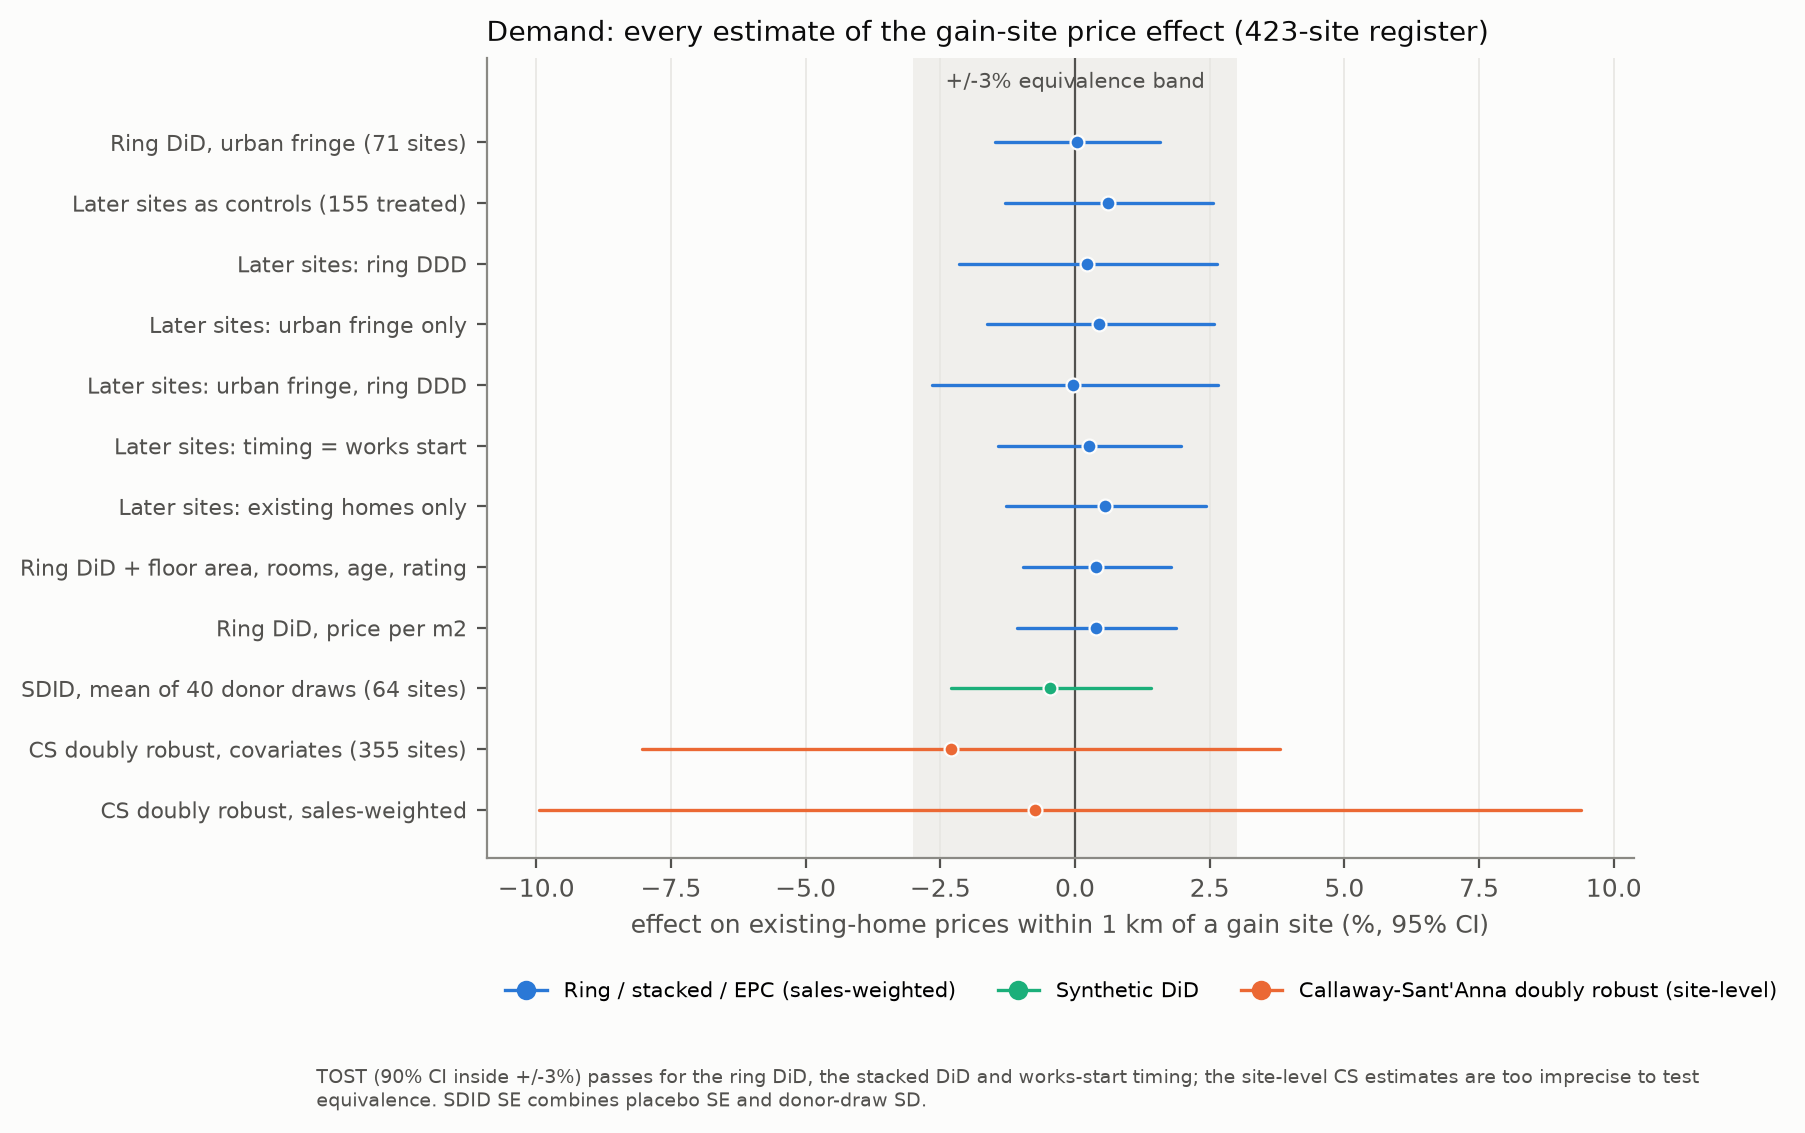 Demand: every estimate of the gain-site price effect (423-site register)
+/-3% equivalence band
Ring DiD, urban fringe (71 sites)
Later sites as controls (155 treated)
Later sites: ring DDD
Later sites: urban fringe only
Later sites: urban fringe, ring DDD
Later sites: timing = works start
Later sites: existing homes only
Ring DiD + floor area, rooms, age, rating
Ring DiD, price per m2
SDID, mean of 40 donor draws (64 sites)
CS doubly robust, covariates (355 sites)
CS doubly robust, sales-weighted
−10.0 −7.5 −5.0 −2.5 0.0 2.5 5.0 7.5 10.0
effect on existing-home prices within 1 km of a gain site (%, 95% CI)
Ring / stacked / EPC (sales-weighted) Synthetic DiD Callaway-Sant'Anna doubly robust (site-level)
TOST (90% CI inside +/-3%) passes for the ring DiD, the stacked DiD and works-start timing; the site-level CS estimates are too imprecise to test
equivalence. SDID SE combines placebo SE and donor-draw SD.